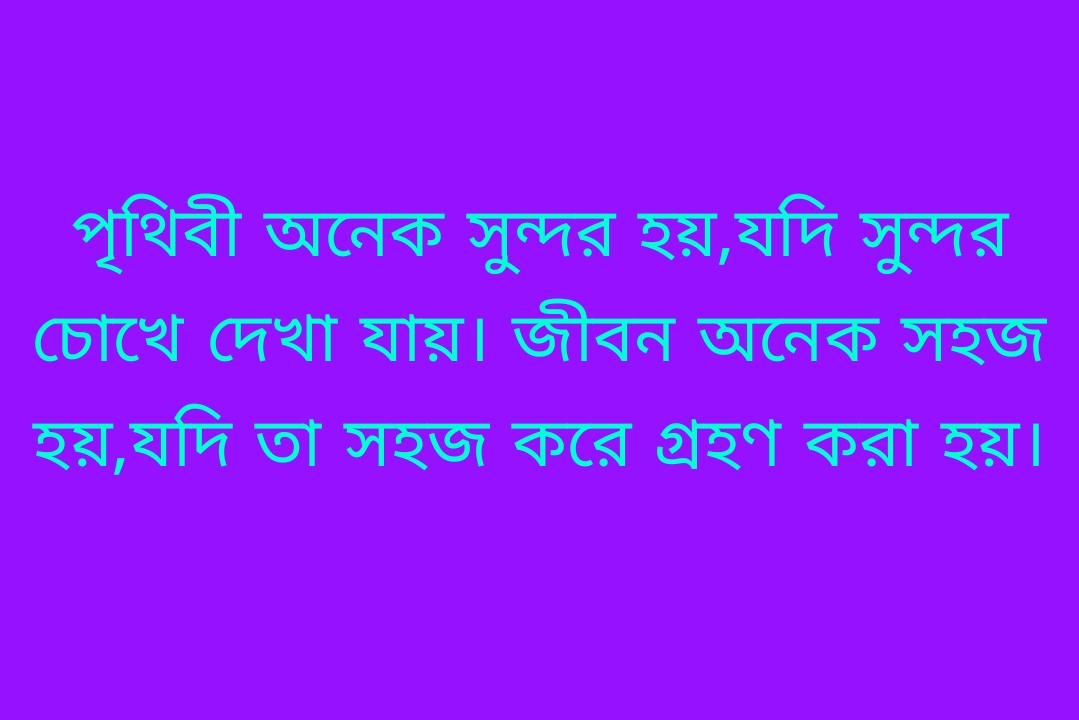 পৃথিবী অনেক সুন্দর হয়,যদি সুন্দর
চোখে দেখা যায়। জীবন অনেক সহজ
হয়,যদি তা সহজ করে গ্রহণ করা হয়।